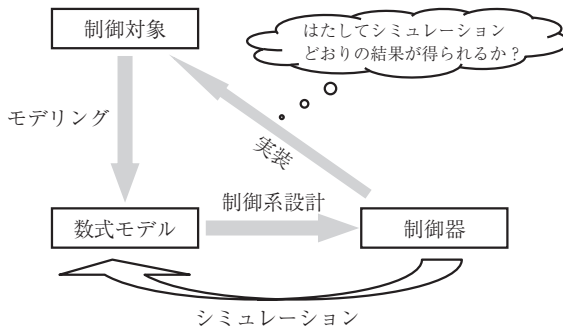 制御対象
はたしてシミュレーション
どおりの結果が得られるか？
モデリング
実装
制御系設計
数式モデル
制御器
シミュレーション